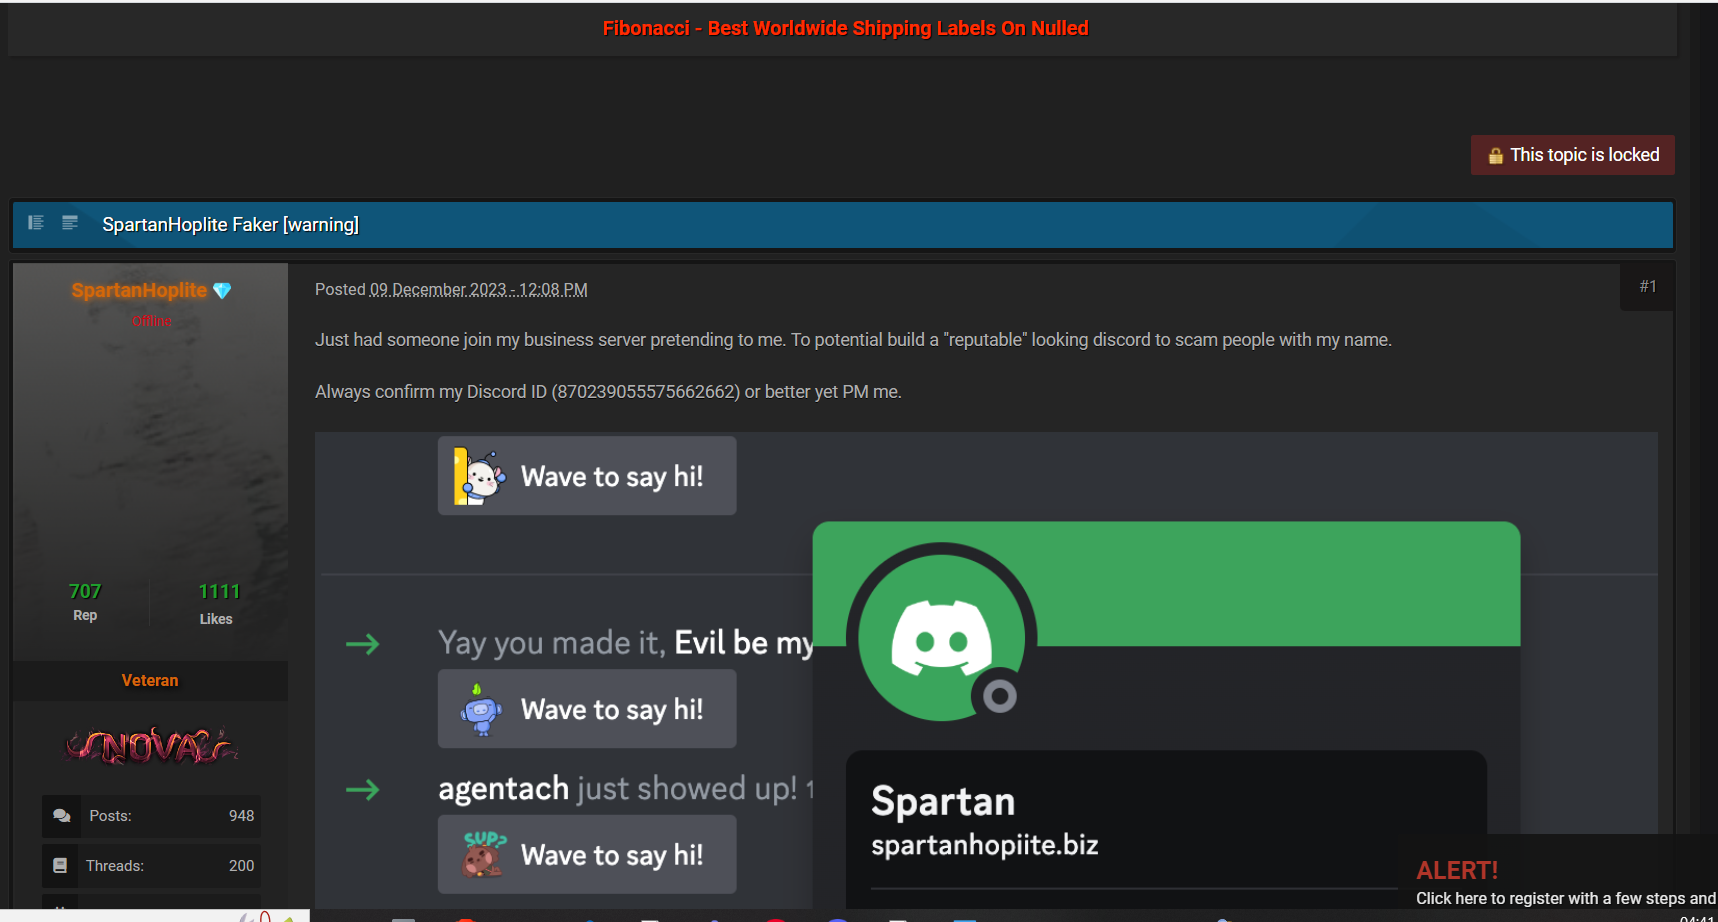 Fibonacci - Best Worldwide Shipping Labels On Nulled
This topic is locked
SpartanHoplite Faker [warning]
SpartanHoplite
Offline
707
Rep
1111
Likes
Veteran
NOVA
Posts: 948
Threads: 200
Posted 09 December 2023 - 12:08 PM
#1
Just had someone join my business server pretending to me. To potential build a "reputable" looking discord to scam people with my name.
Always confirm my Discord ID (870239055575662662) or better yet PM me.
Wave to say hi!
Yay you made it, Evil be my
Wave to say hi!
agentach just showed up!
SUP?
Wave to say hi!
Spartan
spartanhopiite.biz
ALERT!
Click here to register with a few steps and